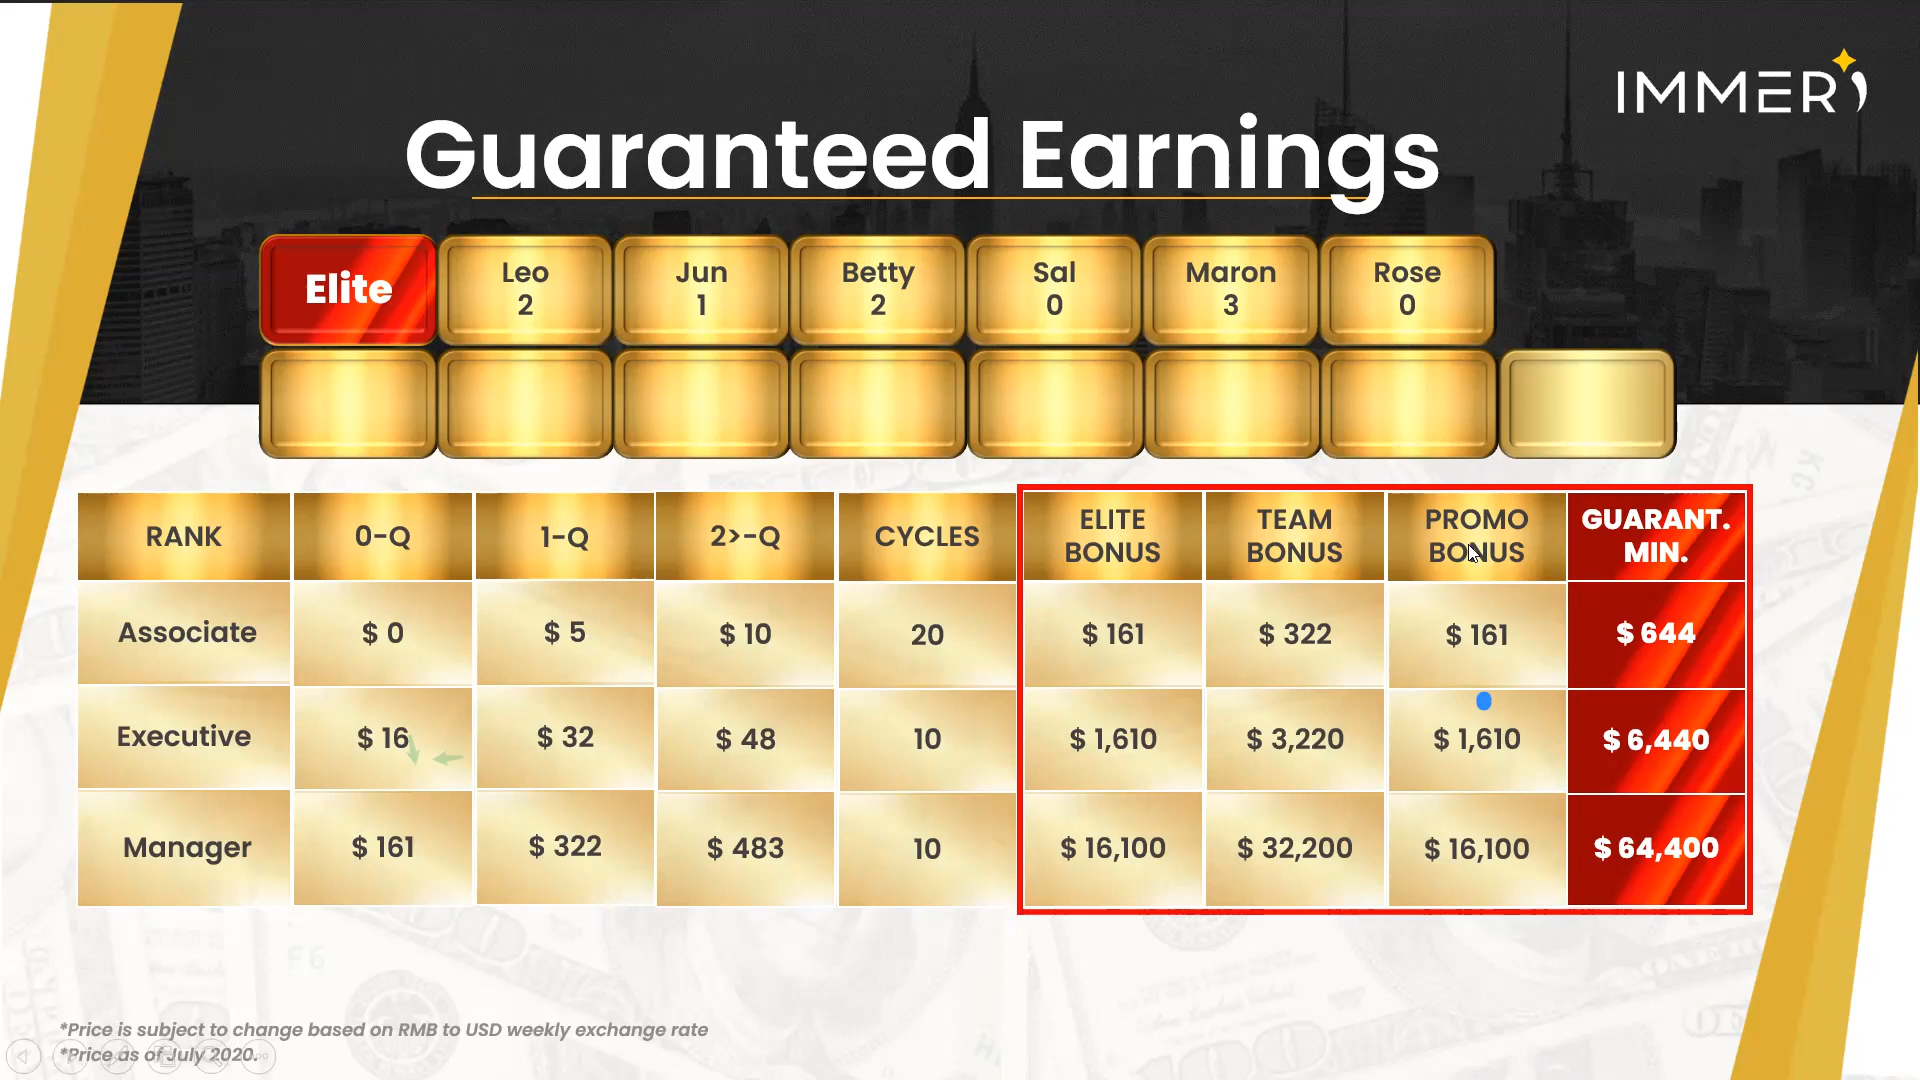 IMMERI
Guaranteed Earnings
Elite
Leo
2
Jun
1
Betty
2
Sal
0
Maron
3
Rose
0
RANK 0-Q 1-Q 2>-Q CYCLES ELITE BONUS TEAM BONUS PROMO BONUS GUARANT. MIN.
Associate $ 0 $ 5 $ 10 20 $ 161 $ 322 $ 161 $ 644
Executive $ 16 $ 32 $ 48 10 $ 1,610 $ 3,220 $ 1,610 $ 6,440
Manager $ 161 $ 322 $ 483 10 $ 16,100 $ 32,200 $ 16,100 $ 64,400
*Price is subject to change based on RMB to USD weekly exchange rate
*Price as of July 2020.